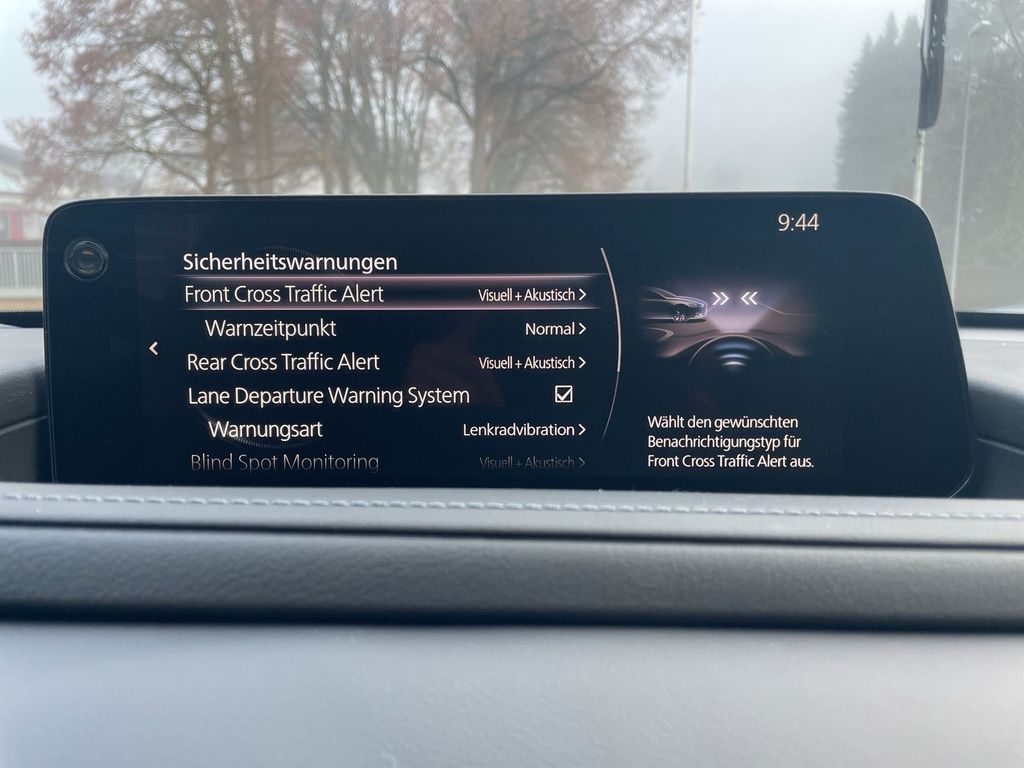 9:44
Sicherheitswarnungen
Front Cross Traffic Alert Visuell + Akustisch >
Warnzeitpunkt Normal >
Rear Cross Traffic Alert Visuell + Akustisch >
Lane Departure Warning System
Warnungsart Lenkradvibration >
Blind Spot Monitoring Visuell + Akustisch >
Wählt den gewünschten
Benachrichtigungstyp für
Front Cross Traffic Alert aus.